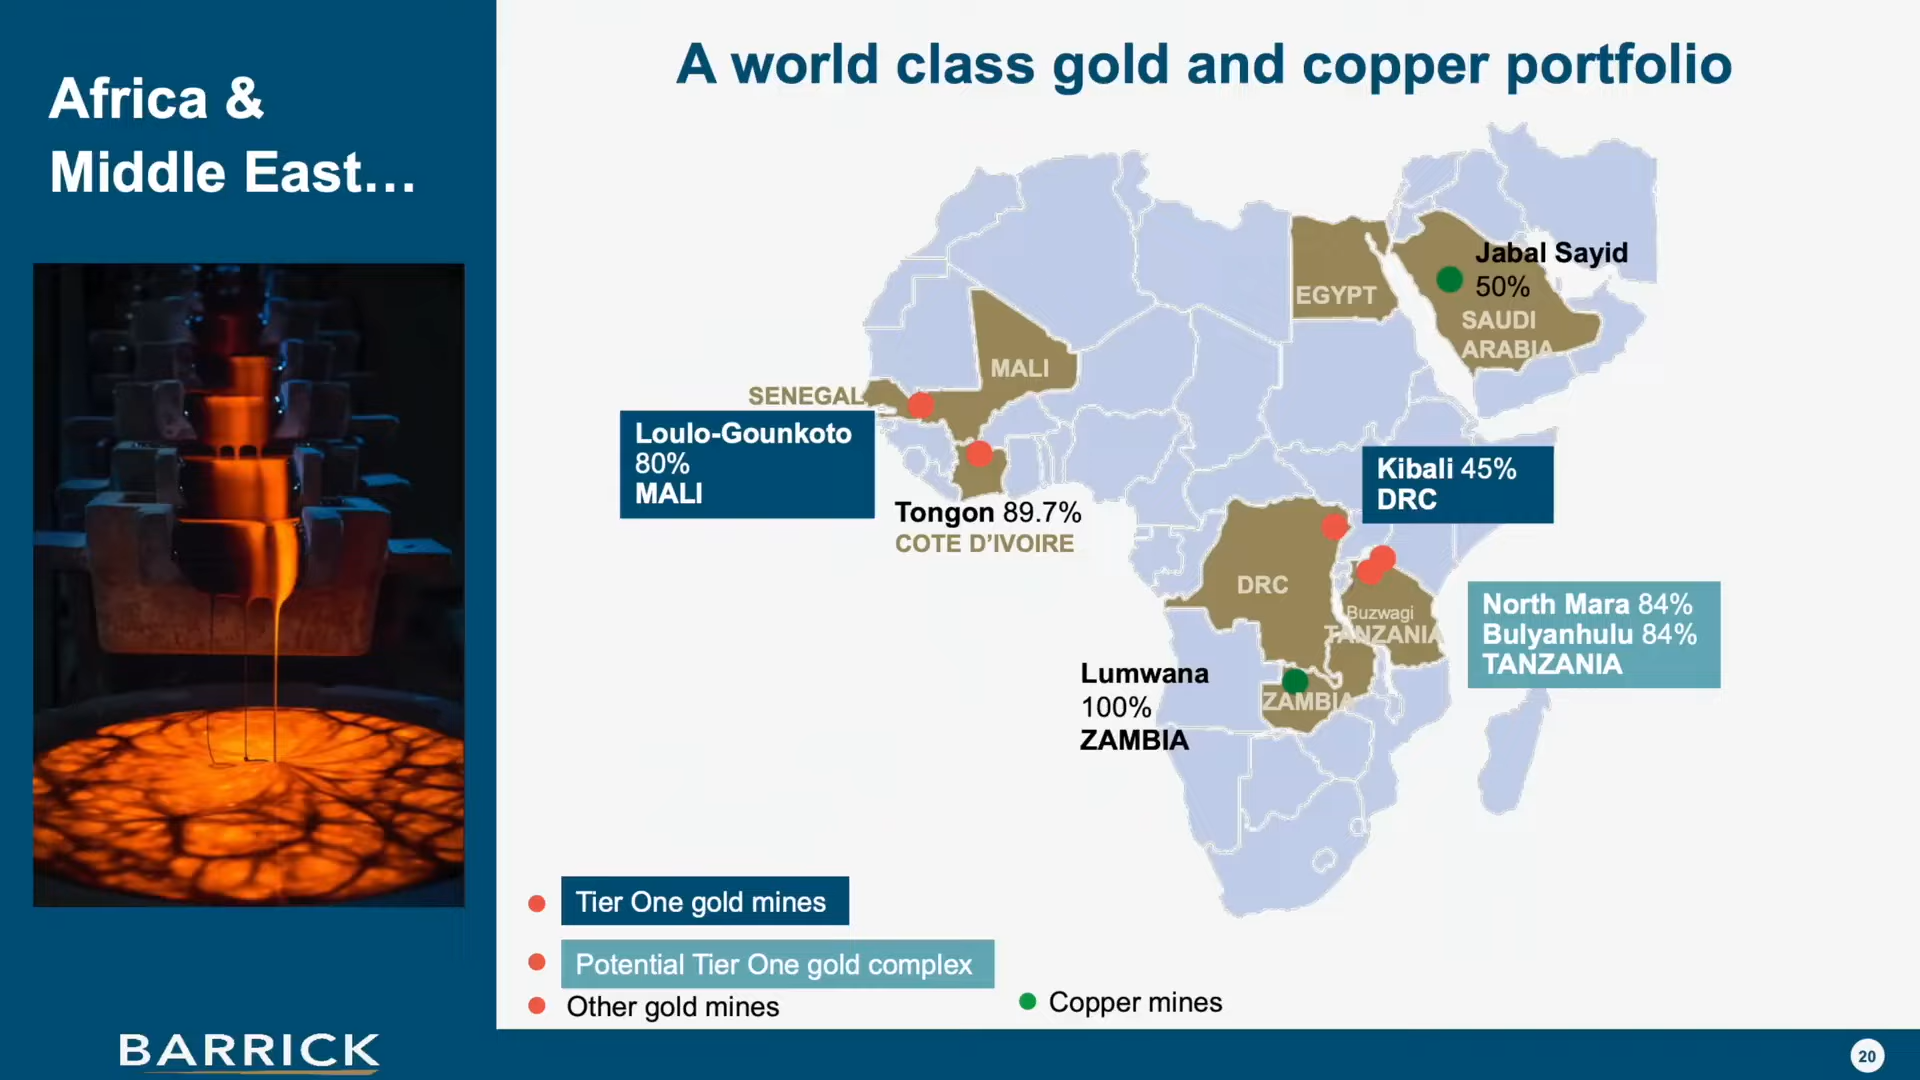 Africa &
Middle East…
A world class gold and copper portfolio
Jabal Sayid
50%
SAUDI
ARABIA
EGYPT
MALI
SENEGAL
Loulo-Gounkoto
80%
MALI
Tongon 89.7%
COTE D’IVOIRE
Kibali 45%
DRC
DRC
Buzwagi
TANZANIA
North Mara 84%
Bulyanhulu 84%
TANZANIA
Lumwana
100%
ZAMBIA
ZAMBIA
Tier One gold mines
Potential Tier One gold complex
Other gold mines
Copper mines
BARRICK
20